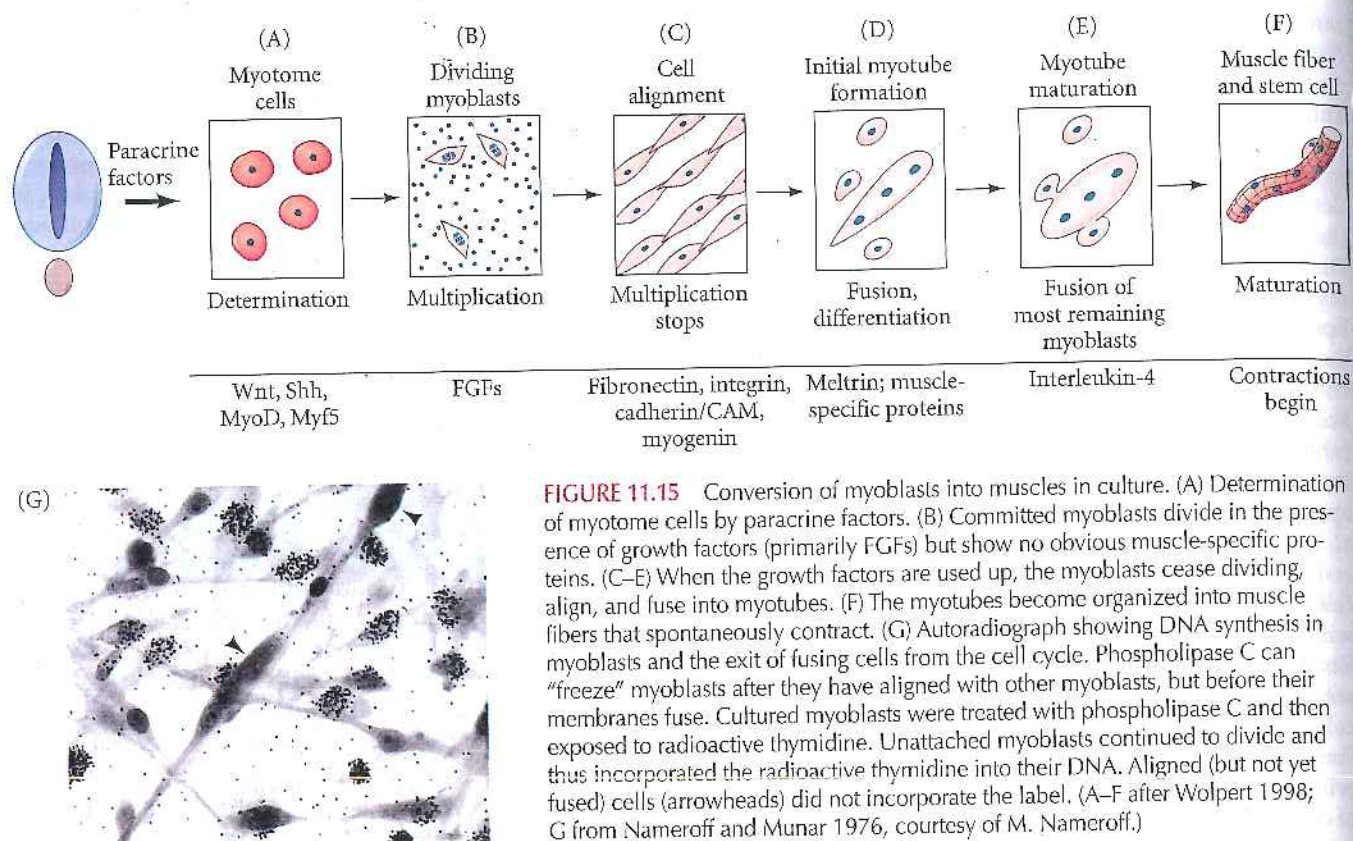 (A)
(B)
(C)
(D)
(E)
(F)
Myotome
cells
Dividing
myoblasts
Cell
alignment
Initial myotube
formation
Myotube
maturation
Muscle fiber
and stem cell
Paracrine
factors
Determination
Multiplication
Multiplication
stops
Fusion,
differentiation
Fusion of
most remaining
myoblasts
Maturation
Wnt, Shh,
MyoD, Myf5
FGFs
Fibronectin, integrin,
cadherin/CAM,
myogenin
Meltrin; muscle-
specific proteins
Interleukin-4
Contractions
begin
(G)
FIGURE 11.15 Conversion of myoblasts into muscles in culture. (A) Determination
of myotome cells by paracrine factors. (B) Committed myoblasts divide in the pres-
ence of growth factors (primarily FGFs) but show no obvious muscle-specific pro-
teins. (C–E) When the growth factors are used up, the myoblasts cease dividing,
align, and fuse into myotubes. (F) The myotubes become organized into muscle
fibers that spontaneously contract. (G) Autoradiograph showing DNA synthesis in
myoblasts and the exit of fusing cells from the cell cycle. Phospholipase C can
"freeze" myoblasts after they have aligned with other myoblasts, but before their
membranes fuse. Cultured myoblasts were treated with phospholipase C and then
exposed to radioactive thymidine. Unattached myoblasts continued to divide and
thus incorporated the radioactive thymidine into their DNA. Aligned (but not yet
fused) cells (arrowheads) did not incorporate the label. (A–F after Wolpert 1998;
G from Nameroff and Munar 1976, courtesy of M. Nameroff.)